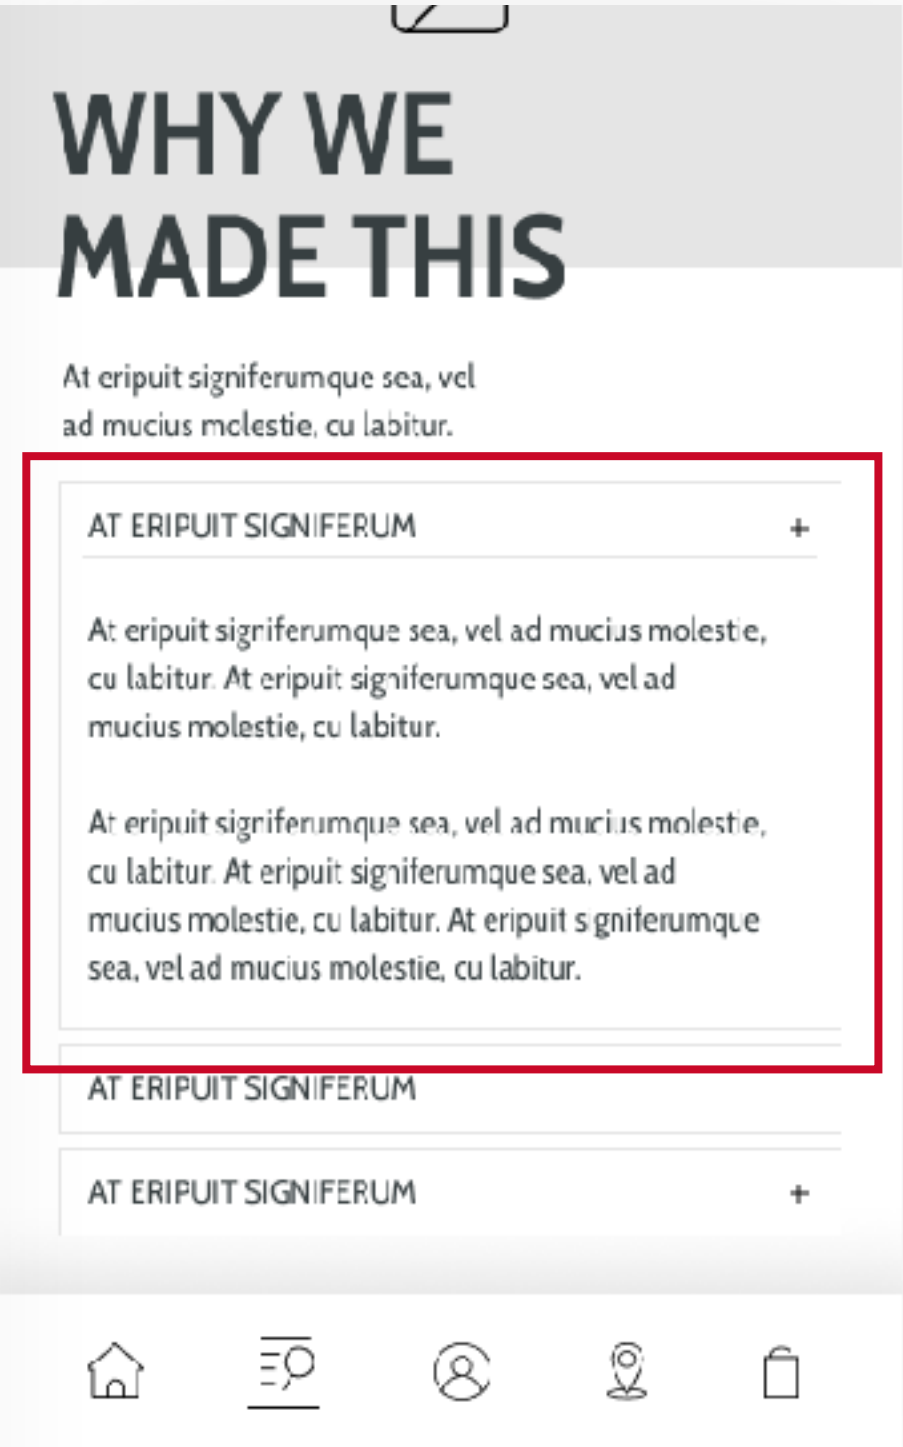 WHY WE
MADE THIS
At eripuit signiferumque sea, vel
ad mucius molestie, cu labitur.
AT ERIPUIT SIGNIFERUM +
At eripuit signiferumque sea, vel ad mucius molestie,
cu labitur. At eripuit signiferumque sea, vel ad
mucius molestie, cu labitur.
At eripuit signiferumque sea, vel ad mucius molestie,
cu labitur. At eripuit signiferumque sea, vel ad
mucius molestie, cu labitur. At eripuit signiferumque
sea, vel ad mucius molestie, cu labitur.
AT ERIPUIT SIGNIFERUM
AT ERIPUIT SIGNIFERUM +